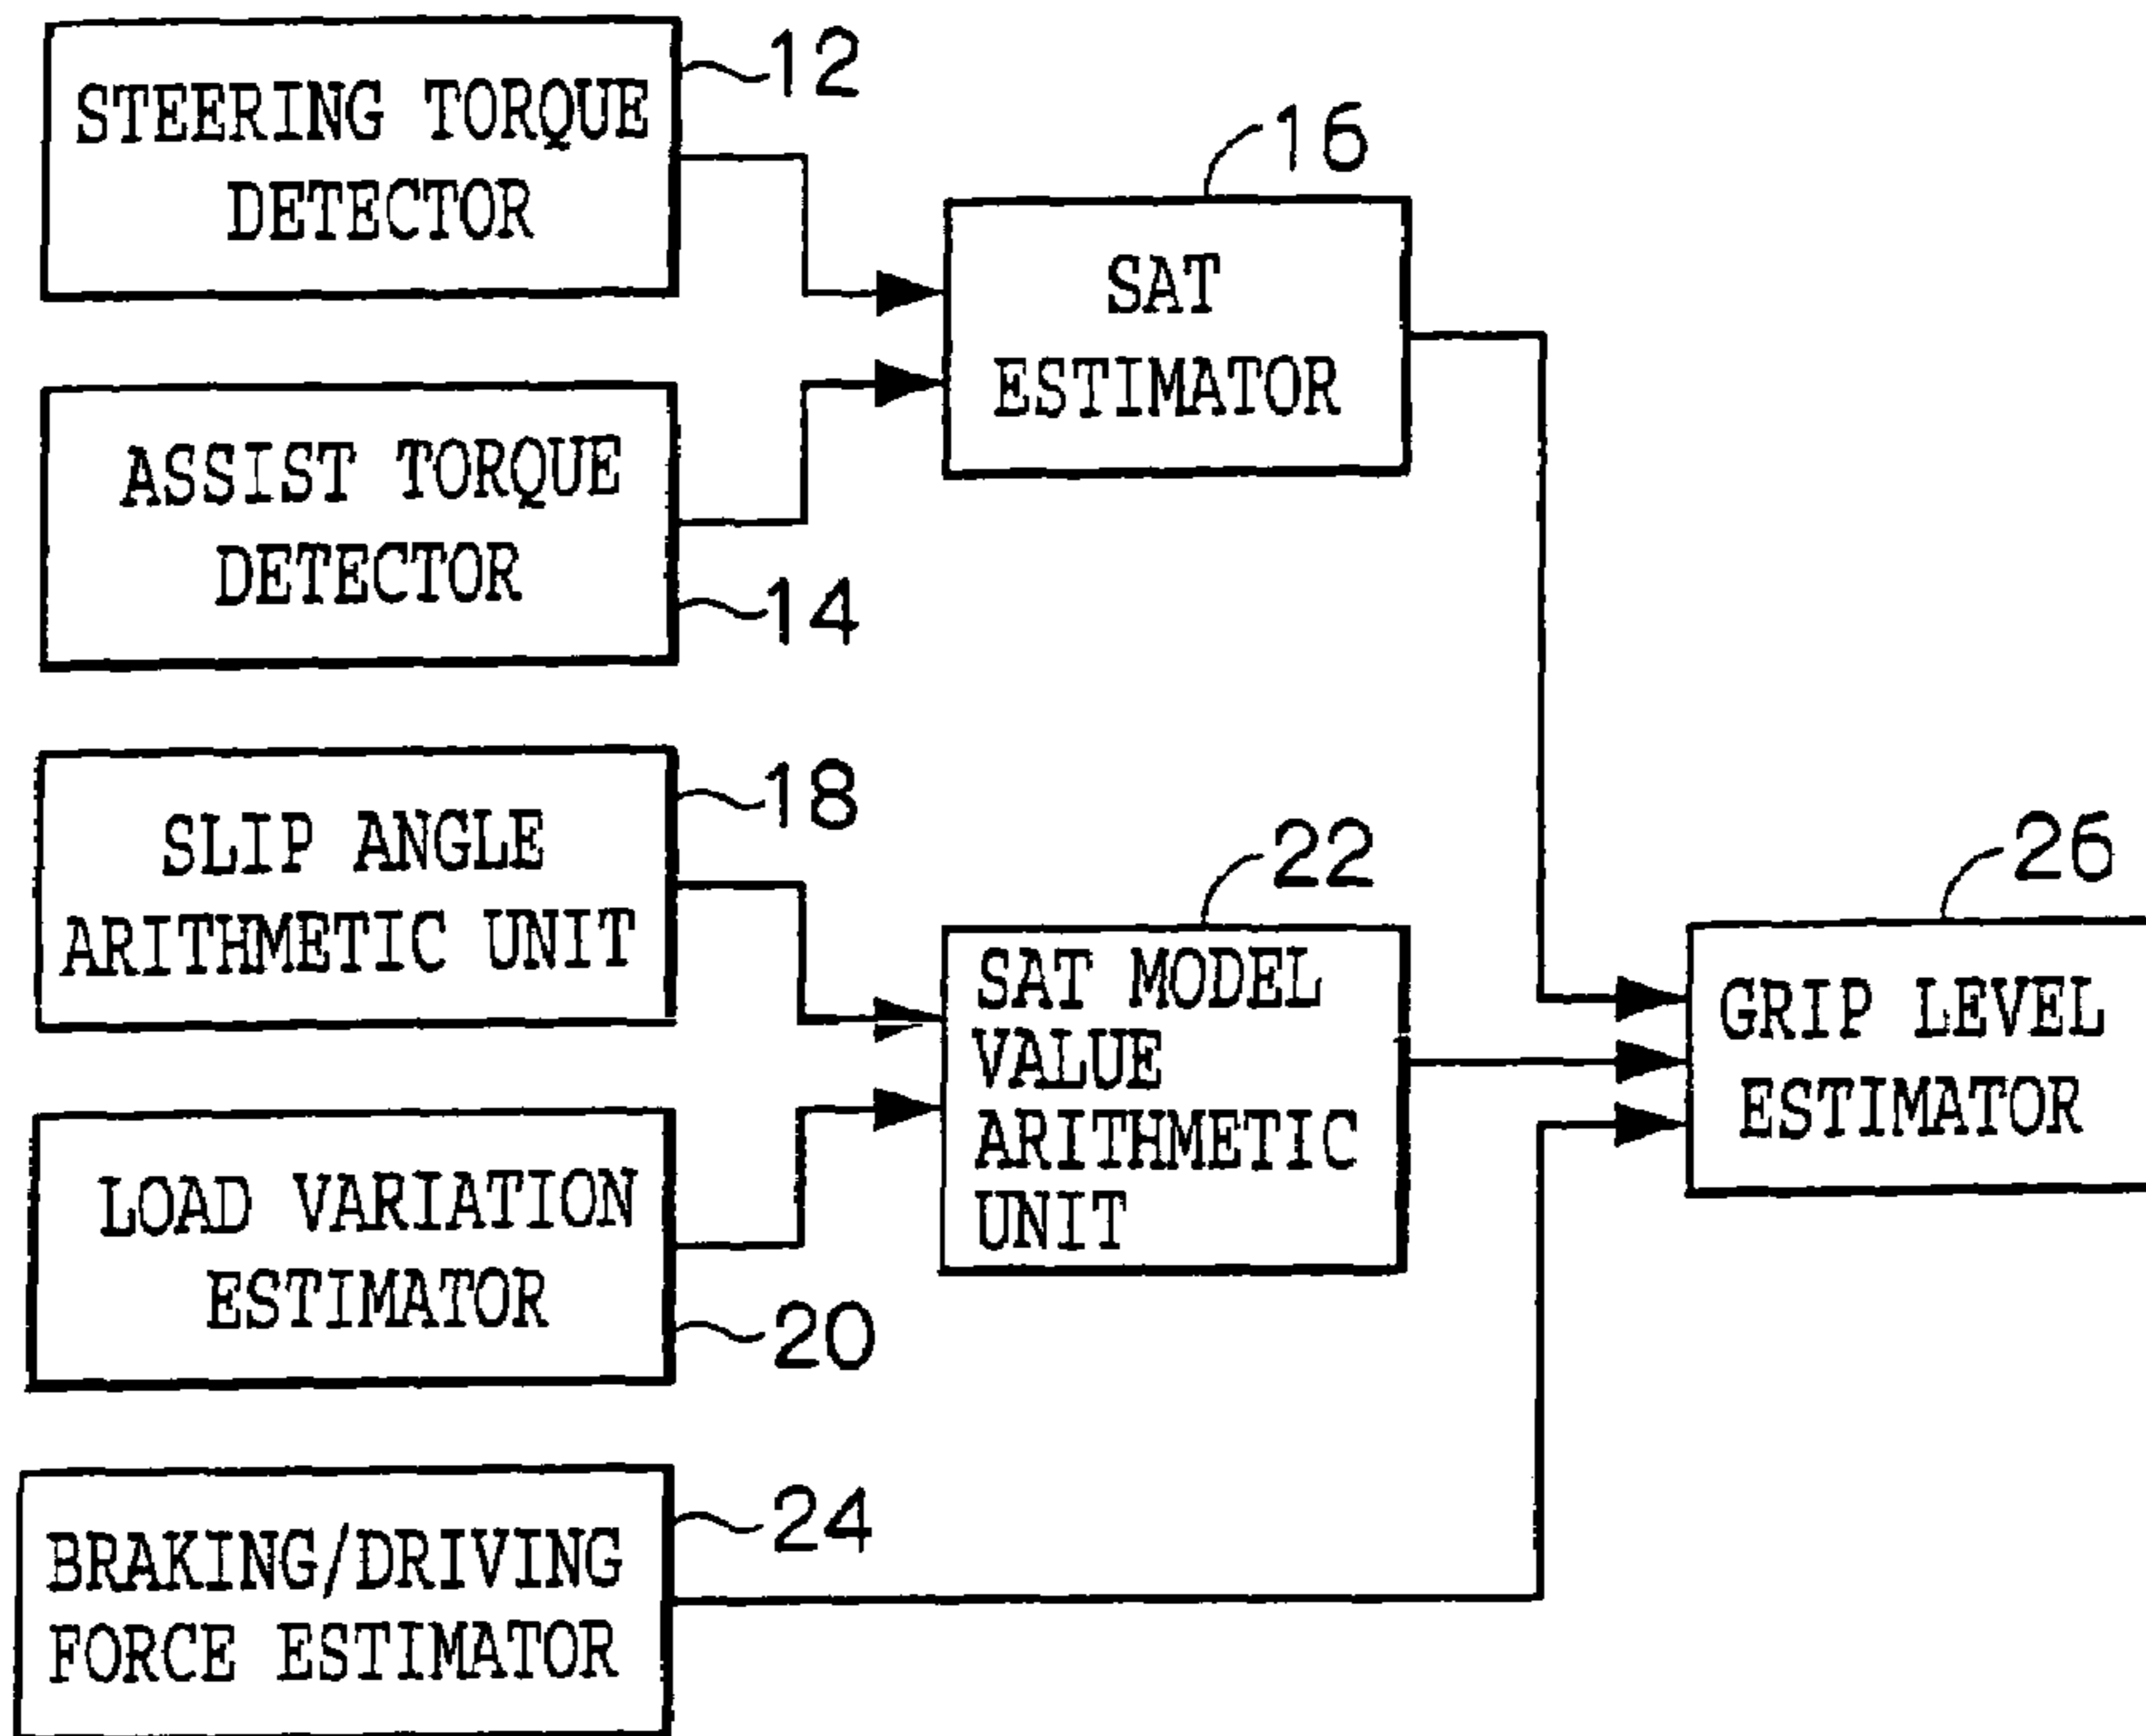 STEERING TORQUE
DETECTOR
12
ASSIST TORQUE
DETECTOR
14
SAT
ESTIMATOR
16
SLIP ANGLE
ARITHMETIC UNIT
18
LOAD VARIATION
ESTIMATOR
20
SAT MODEL
VALUE
ARITHMETIC
UNIT
22
BRAKING/DRIVING
FORCE ESTIMATOR
24
GRIP LEVEL
ESTIMATOR
26